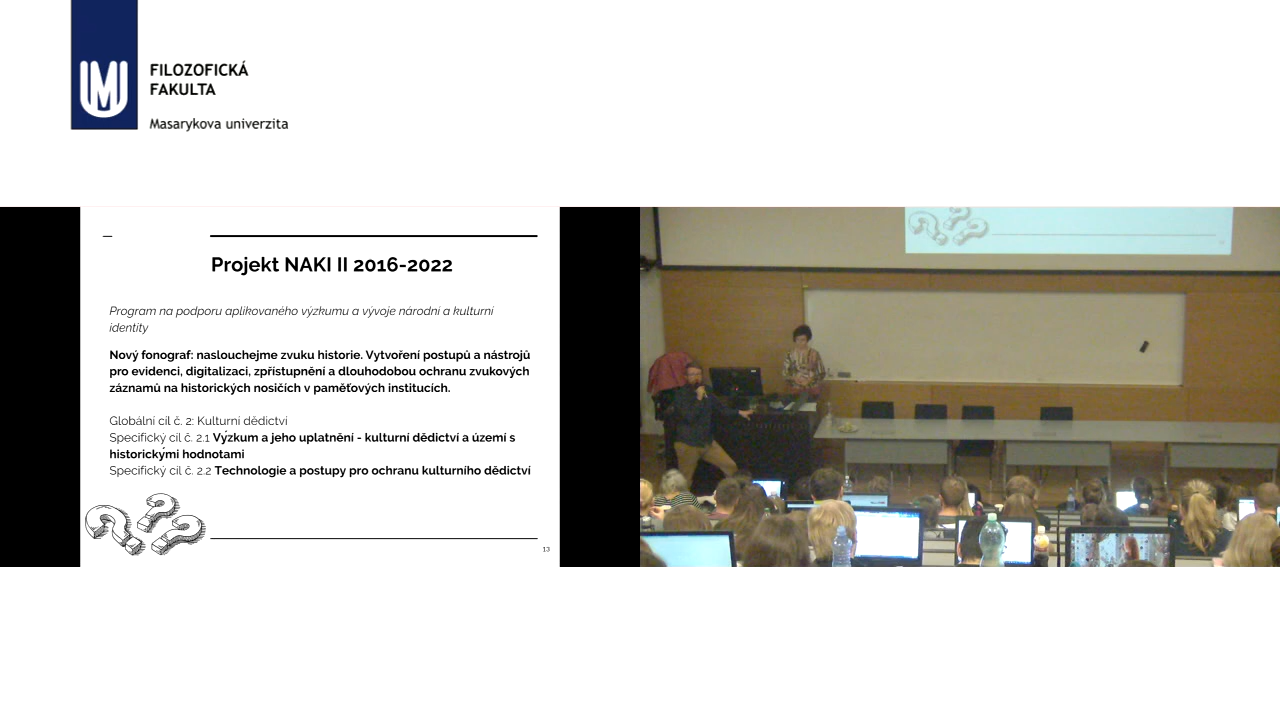 FILOZOFICKÁ
FAKULTA
Masarykova univerzita
Projekt NAKI II 2016-2022
Program na podporu aplikovaného výzkumu a vývoje národní a kulturní
identity
Nový fonograf: naslouchejme zvuku historie. Vytvoření postupů a nástrojů
pro evidenci, digitalizaci, zpřístupnění a dlouhodobou ochranu zvukových
záznamů na historických nosičích v paměťových institucích.
Globální cíl č. 2: Kulturní dědictví
Specifický cíl č. 2.1 Výzkum a jeho uplatnění - kulturní dědictví a území s
historickými hodnotami
Specifický cíl č. 2.2 Technologie a postupy pro ochranu kulturního dědictví
13